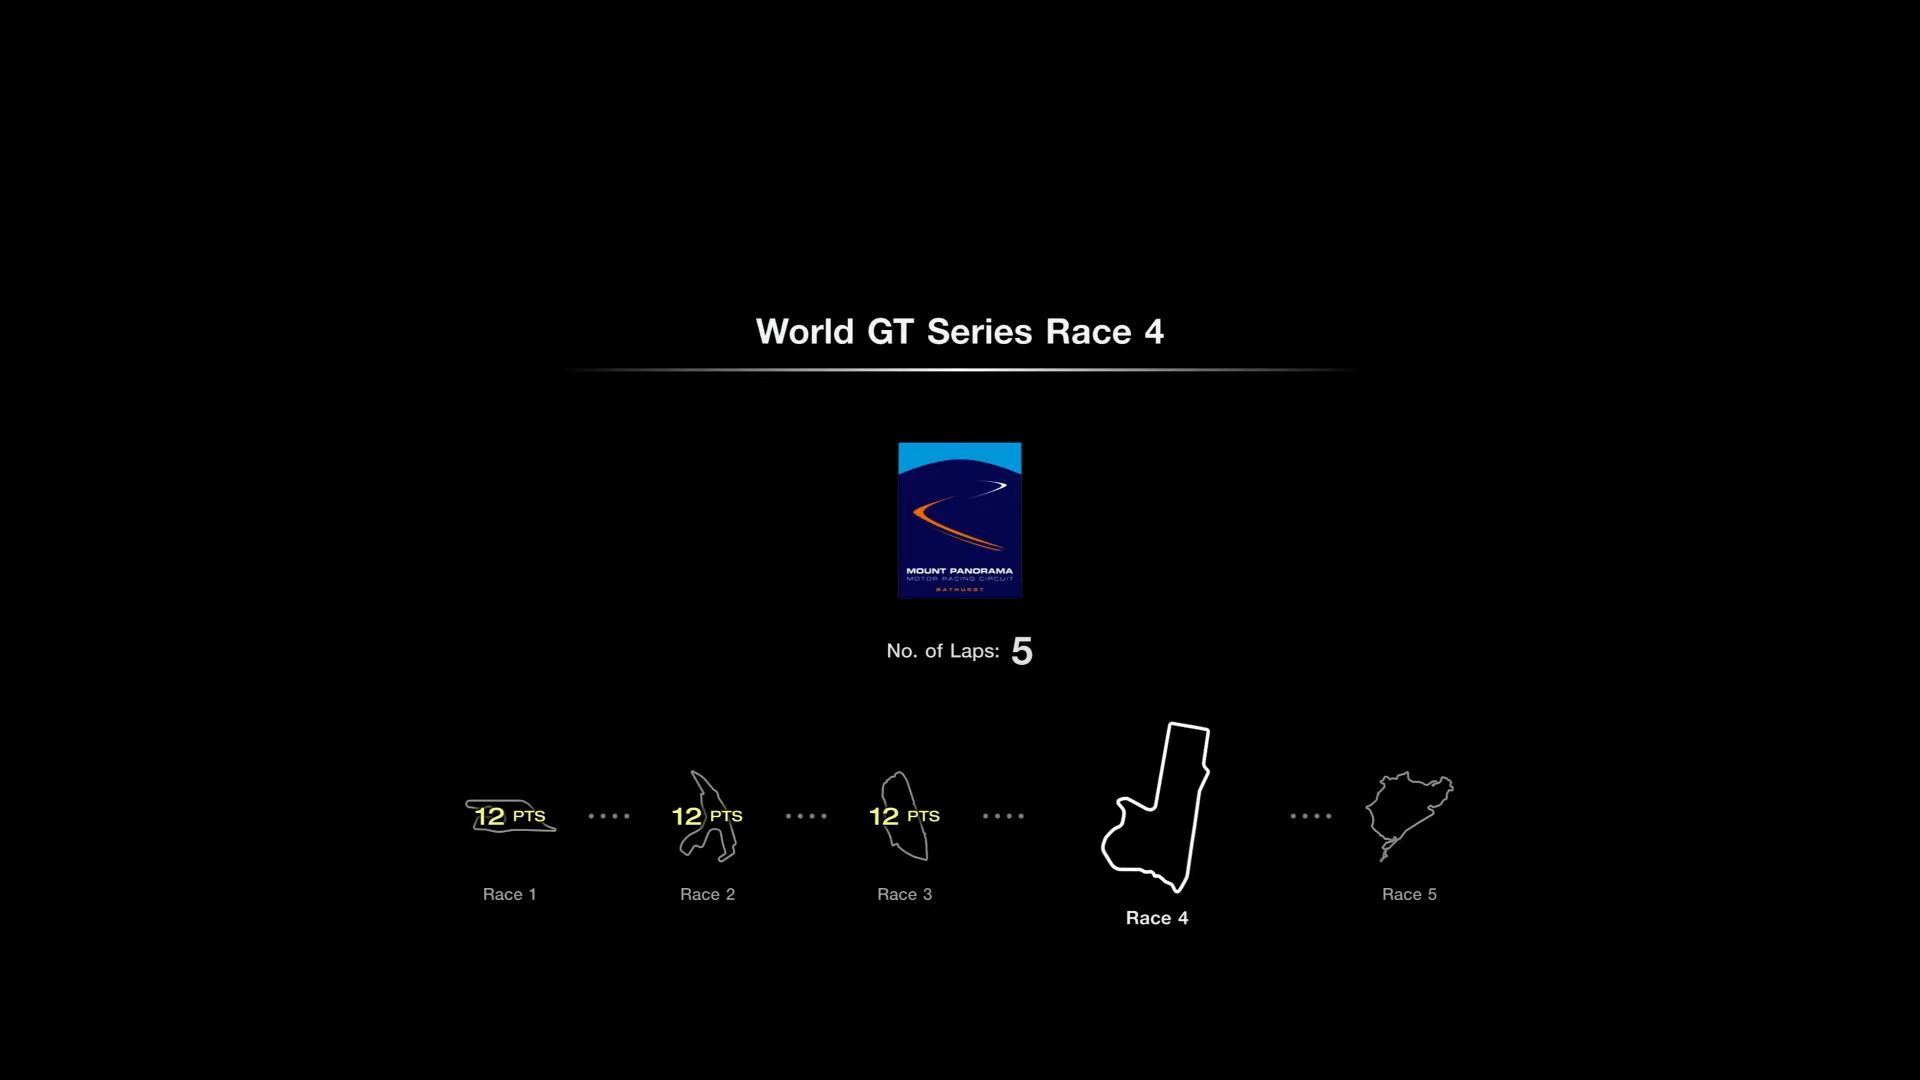 World GT Series Race 4
MOUNT PANORAMA
MOTOR RACING CIRCUIT
BATHURST
No. of Laps: 5
12 PTS
12 PTS
12 PTS
Race 1
Race 2
Race 3
Race 4
Race 5